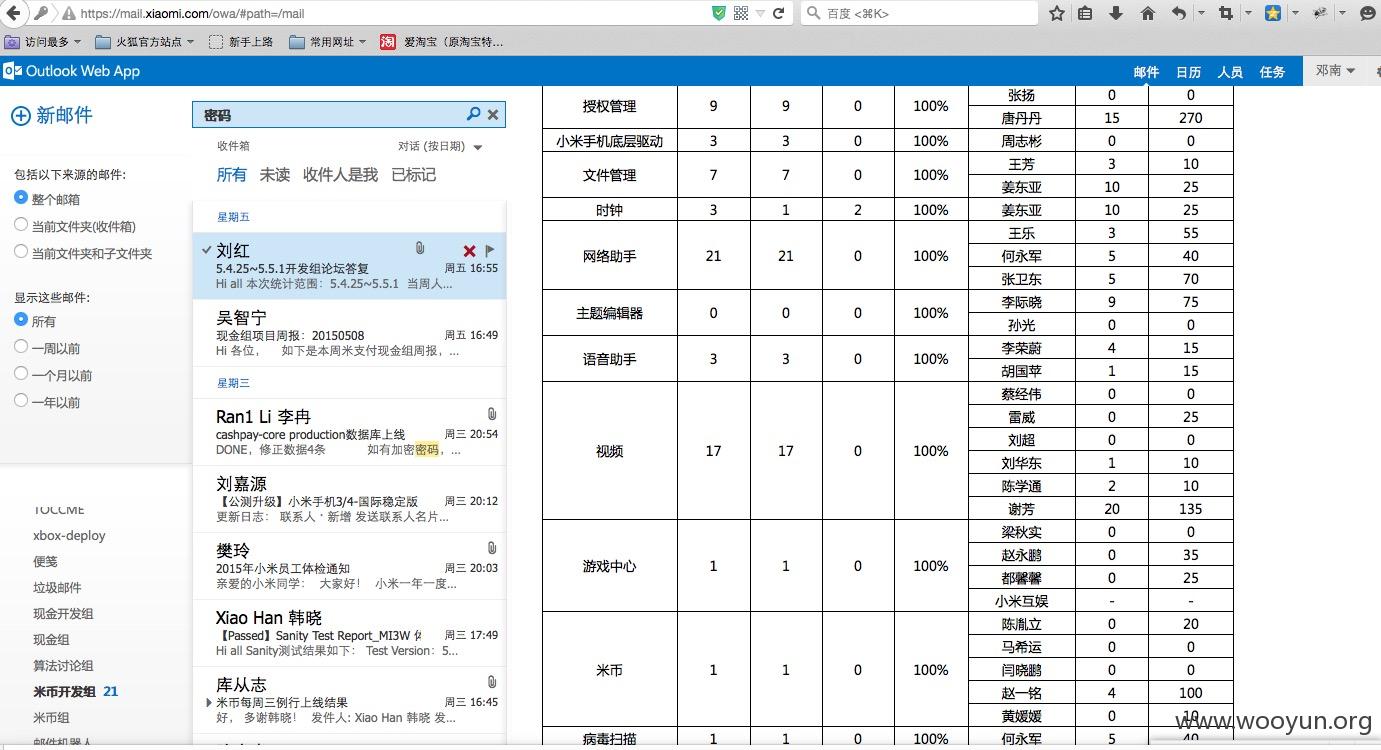 https://mail.xiaomi.com/owa/#path=/mail
百度 <⌘K>
访问最多
火狐官方站点
新手上路
常用网址
淘
爱淘宝（原淘宝特…
Outlook Web App
邮件
日历
人员
任务
邓南
新邮件
包括以下来源的邮件:
整个邮箱
当前文件夹(收件箱)
当前文件夹和子文件夹
显示这些邮件:
所有
一周以前
一个月以前
一年以前
TOCCME
xbox-deploy
便笺
垃圾邮件
现金开发组
现金组
算法讨论组
米币开发组 21
米币组
邮件机器人
密码
收件箱
对话 (按日期)
所有 未读 收件人是我 已标记
星期五
刘红
5.4.25~5.5.1开发组论坛答复 周五 16:55
Hi all 本次统计范围：5.4.25~5.5.1 当周人...
吴智宁
现金组项目周报：20150508 周五 16:49
Hi 各位， 如下是本周米支付现金组周报，...
星期三
Ran1 Li 李冉
cashpay-core production数据库上线 周三 20:54
DONE，修正数据4条 如有加密密码，...
刘嘉源
【公测升级】小米手机3/4-国际稳定版 周三 20:12
更新日志： 联系人 · 新增 发送联系人名片...
樊玲
2015年小米员工体检通知 周三 20:03
亲爱的小米同学： 大家好！ 小米一年一度...
Xiao Han 韩晓
【Passed】Sanity Test Report_MI3W 周三 17:49
Hi all Sanity测试结果如下： Test Version：5...
库从志
米币每周三例行上线结果 周三 16:45
好， 多谢韩晓！ 发件人: Xiao Han 韩晓 发...
授权管理 9 9 0 100%
张扬 0 0
唐丹丹 15 270
小米手机底层驱动 3 3 0 100% 周志彬 0 0
文件管理 7 7 0 100%
王芳 3 10
姜东亚 10 25
时钟 3 1 2 100% 姜东亚 10 25
网络助手 21 21 0 100%
王乐 3 55
何永军 5 40
张卫东 5 70
主题编辑器 0 0 0 100%
李际晓 9 75
孙光 0 0
语音助手 3 3 0 100%
李荣蔚 4 15
胡国苹 1 15
视频 17 17 0 100%
蔡经伟 0 0
雷威 0 25
刘超 0 0
刘华东 1 10
陈学通 2 10
谢芳 20 135
游戏中心 1 1 0 100%
梁秋实 0 0
赵永鹏 0 35
都馨馨 0 25
小米互娱 - -
米币 1 1 0 100%
陈胤立 0 20
马希运 0 0
闫晓鹏 0 0
赵一铭 4 100
黄媛媛 0 10
病毒扫描 1 1 0 100% 何永军 5 40
www.wooyun.org